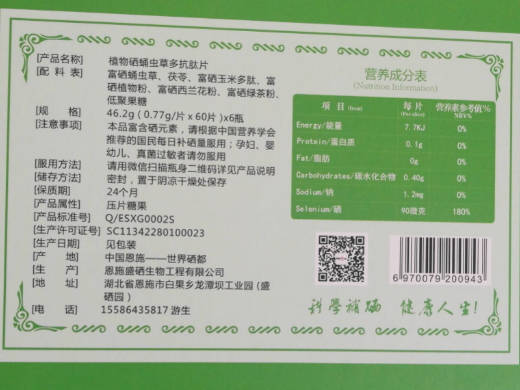 [产品名称] 植物硒蛹虫草多抗肽片
[配 料 表] 富硒蛹虫草、茯苓、富硒玉米多肽、富
硒植物粉、富硒西兰花粉、富硒绿茶粉、
低聚果糖
[规 格] 46.2g（0.77g/片 x 60片）x6瓶
[注意事项] 本品富含硒元素，请根据中国营养学会
推荐的国民每日补硒量服用；孕妇、婴
幼儿、真菌过敏者请勿服用
[服用方法] 请用微信扫描瓶身二维码详见产品说明
[储存方法] 密封，置于阴凉干燥处保存
[保质日期] 24个月
[产品属性] 压片糖果
[产品标准号] Q/ESXG0002S
[生产许可证号] SC11342280100023
[生产日期] 见包装
[产 地] 中国恩施——世界硒都
[生 产] 恩施盛硒生物工程有限公司
[地 址] 湖北省恩施市白果乡龙潭坝工业园（盛
硒园）
[电 话] 15586435817 游生
营养成分表
(Nutrition Information)
项 目 (Item) 每 片 (Per slice) 营养素参考值% NRV%
Energy/能量 7.7KJ 0%
Protein/蛋白质 0.1g 0%
Fat/脂肪 0g 0%
Carbohydrates/碳水化合物 0.40g 0%
Sodium/钠 1.2mg 0%
Selenium/硒 90微克 180%
6 970079 200943
科學補硒 健康人生!